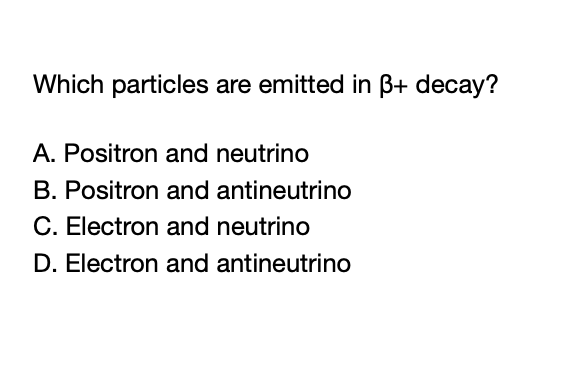 Which particles are emitted in β+ decay?
A. Positron and neutrino
B. Positron and antineutrino
C. Electron and neutrino
D. Electron and antineutrino